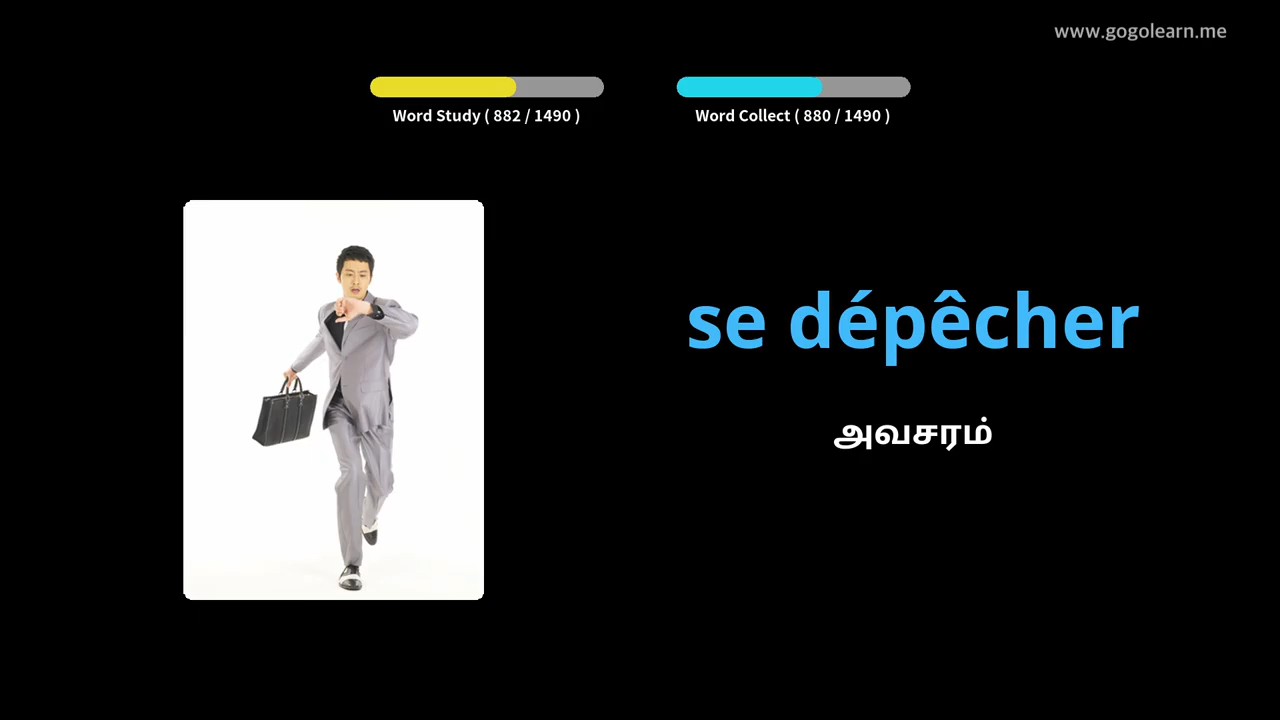 www.gogolearn.me
Word Study ( 882 / 1490 )
Word Collect ( 880 / 1490 )
se dépêcher
அவசரம்